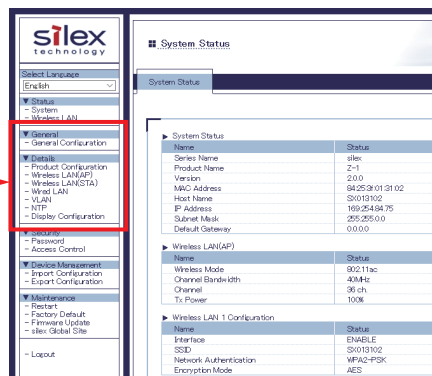 silex
technology
Select Language
English
▼ Status
- System
- Wireless LAN
▼ General
- General Configuration
▼ Details
- Product Configuration
- Wireless LAN(AP)
- Wireless LAN(STA)
- Wired LAN
- VLAN
- NTP
- Display Configuration
▼ Security
- Password
- Access Control
▼ Device Management
- Import Configuration
- Export Configuration
▼ Maintenance
- Restart
- Factory Default
- Firmware Update
- silex Global Site
- Logout
System Status
System Status
▶ System Status
Name Status
Series Name silex
Product Name Z-1
Version 2.0.0
MAC Address 84:25:3f:01:31:02
Host Name SX013102
IP Address 169.254.84.75
Subnet Mask 255.255.0.0
Default Gateway 0.0.0.0
▶ Wireless LAN(AP)
Name Status
Wireless Mode 802.11ac
Channel Bandwidth 40MHz
Channel 36 ch.
Tx Power 100%
▶ Wireless LAN 1 Configuration
Name Status
Interface ENABLE
SSID SX013102
Network Authentication WPA2-PSK
Encryption Mode AES